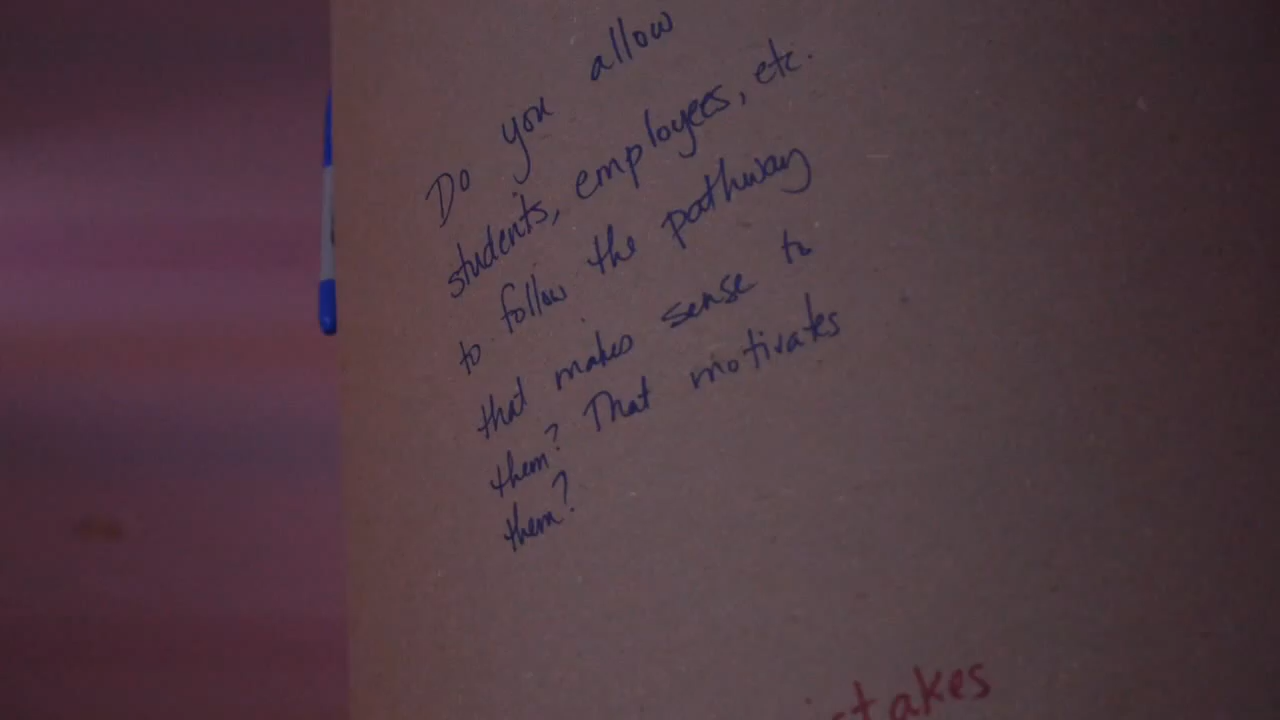 Do you allow
students, employees, etc.
to follow the pathway
that makes sense to
them? That motivates
them?
stakes